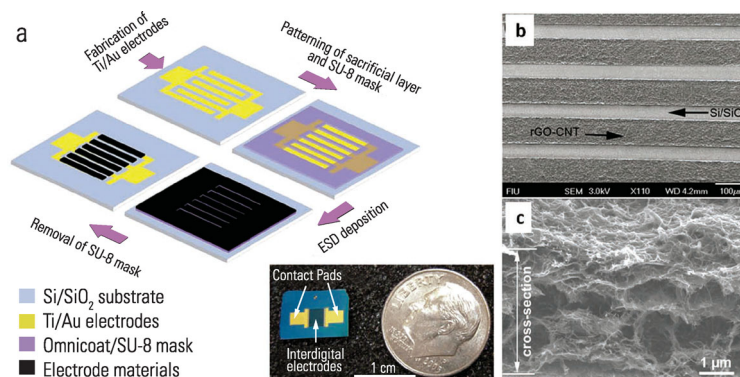 a
Fabrication of
Ti/Au electrodes
Patterning of sacrificial layer
and SU-8 mask
ESD deposition
Removal of SU-8 mask
Si/SiO2 substrate
Ti/Au electrodes
Omnicoat/SU-8 mask
Electrode materials
Contact Pads
Interdigital
electrodes
1 cm
b
Si/SiO
rGO-CNT
FIU SEM 3.0kV X110 WD 4.2mm 100µ
c
cross-section
1 µm